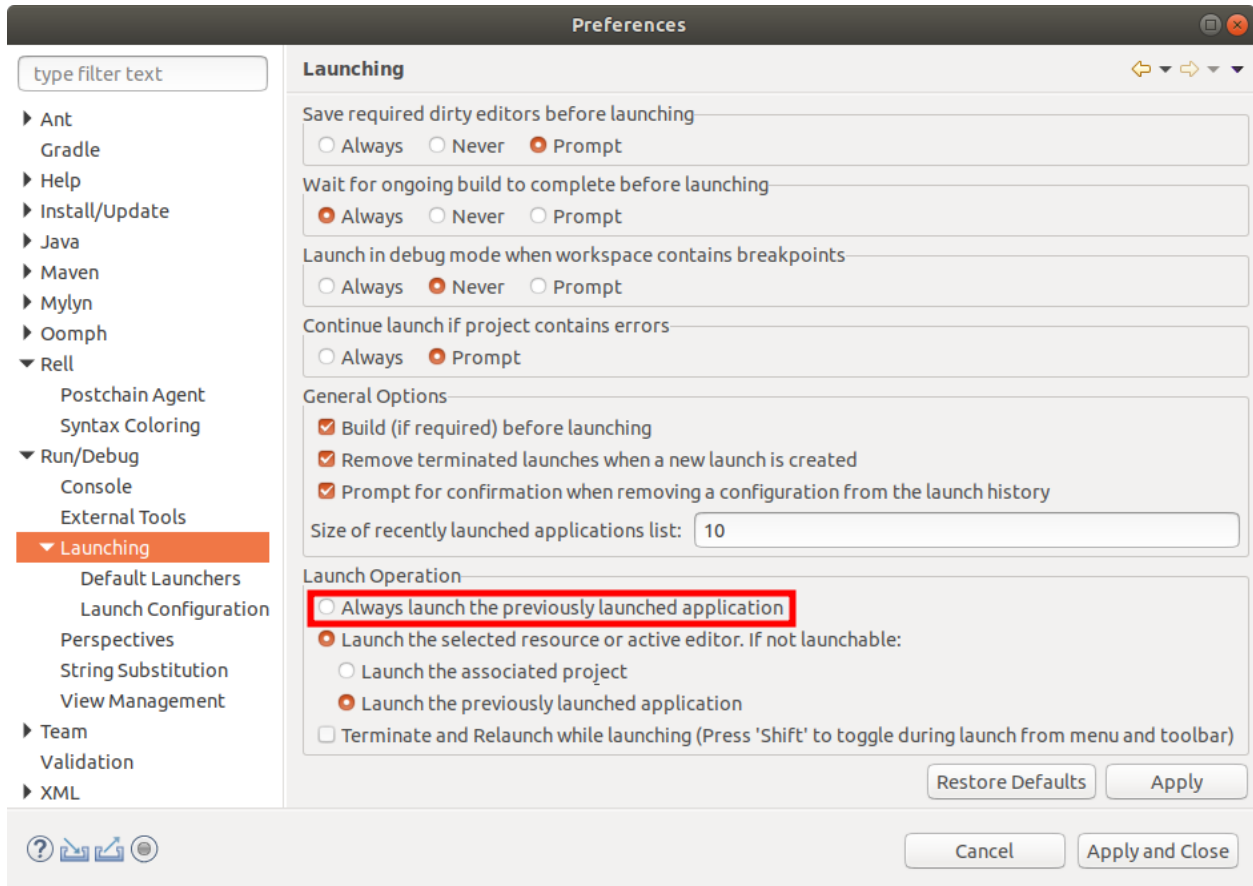 Preferences
type filter text
Ant
Gradle
Help
Install/Update
Java
Maven
Mylyn
Oomph
Rell
Postchain Agent
Syntax Coloring
Run/Debug
Console
External Tools
Launching
Default Launchers
Launch Configuration
Perspectives
String Substitution
View Management
Team
Validation
XML
Launching
Save required dirty editors before launching
Always Never Prompt
Wait for ongoing build to complete before launching
Always Never Prompt
Launch in debug mode when workspace contains breakpoints
Always Never Prompt
Continue launch if project contains errors
Always Prompt
General Options
Build (if required) before launching
Remove terminated launches when a new launch is created
Prompt for confirmation when removing a configuration from the launch history
Size of recently launched applications list: 10
Launch Operation
Always launch the previously launched application
Launch the selected resource or active editor. If not launchable:
Launch the associated project
Launch the previously launched application
Terminate and Relaunch while launching (Press 'Shift' to toggle during launch from menu and toolbar)
Restore Defaults Apply
? Cancel Apply and Close